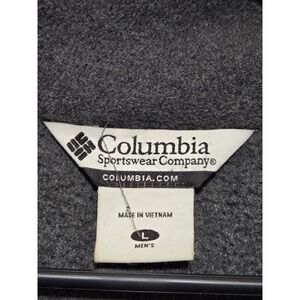 Columbia
Sportswear Company®
COLUMBIA.COM
MADE IN VIETNAM
L
MEN'S